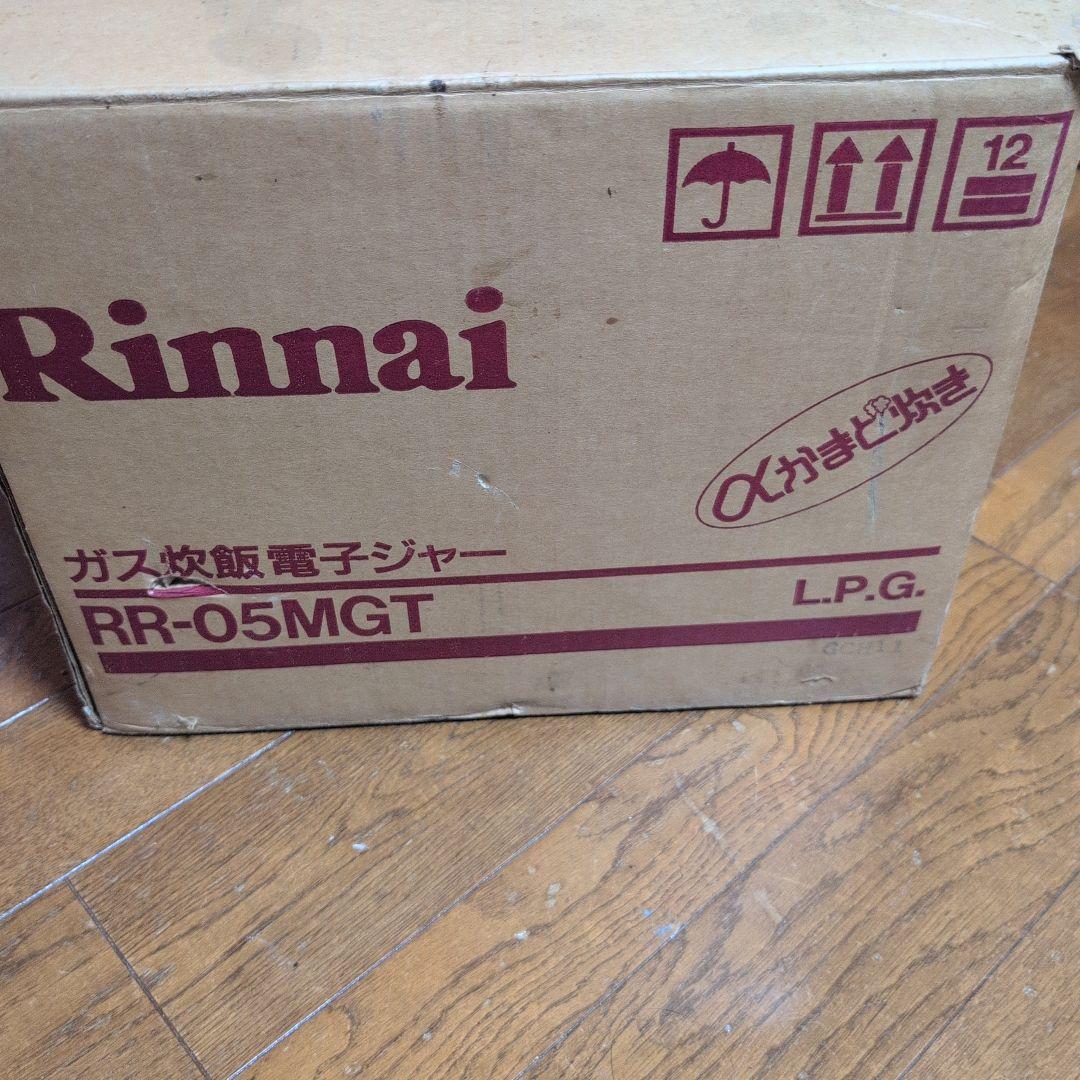 12
Rinnai
αかまど炊き
ガス炊飯電子ジャー
RR-05MGT
L.P.G.